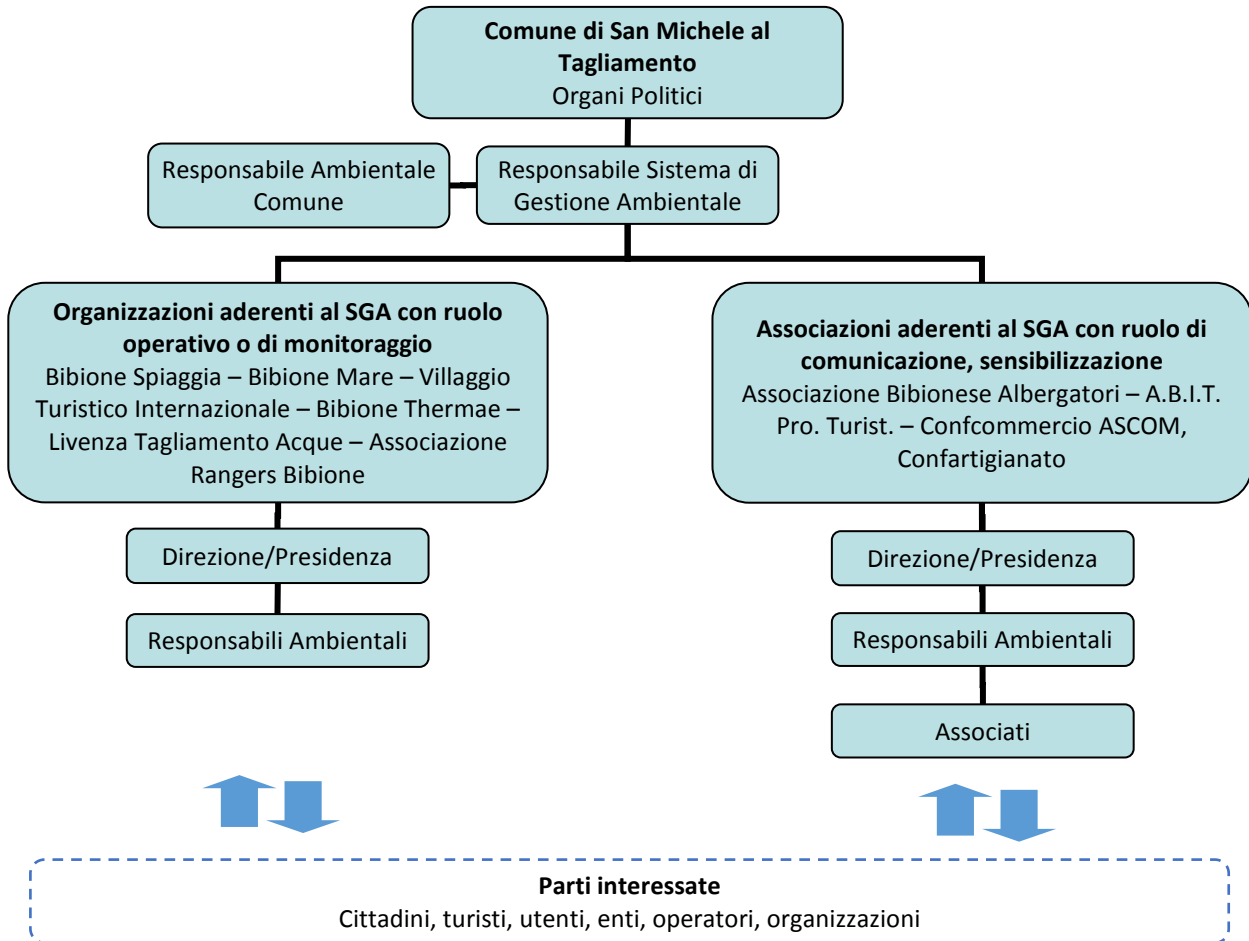 Comune di San Michele al
Tagliamento
Organi Politici
Responsabile Ambientale
Comune
Responsabile Sistema di
Gestione Ambientale
Organizzazioni aderenti al SGA con ruolo
operativo o di monitoraggio
Bibione Spiaggia – Bibione Mare – Villaggio
Turistico Internazionale – Bibione Thermae –
Livenza Tagliamento Acque – Associazione
Rangers Bibione
Direzione/Presidenza
Responsabili Ambientali
Associazioni aderenti al SGA con ruolo di
comunicazione, sensibilizzazione
Associazione Bibionese Albergatori – A.B.I.T.
Pro. Turist. – Confcommercio ASCOM,
Confartigianato
Direzione/Presidenza
Responsabili Ambientali
Associati
Parti interessate
Cittadini, turisti, utenti, enti, operatori, organizzazioni